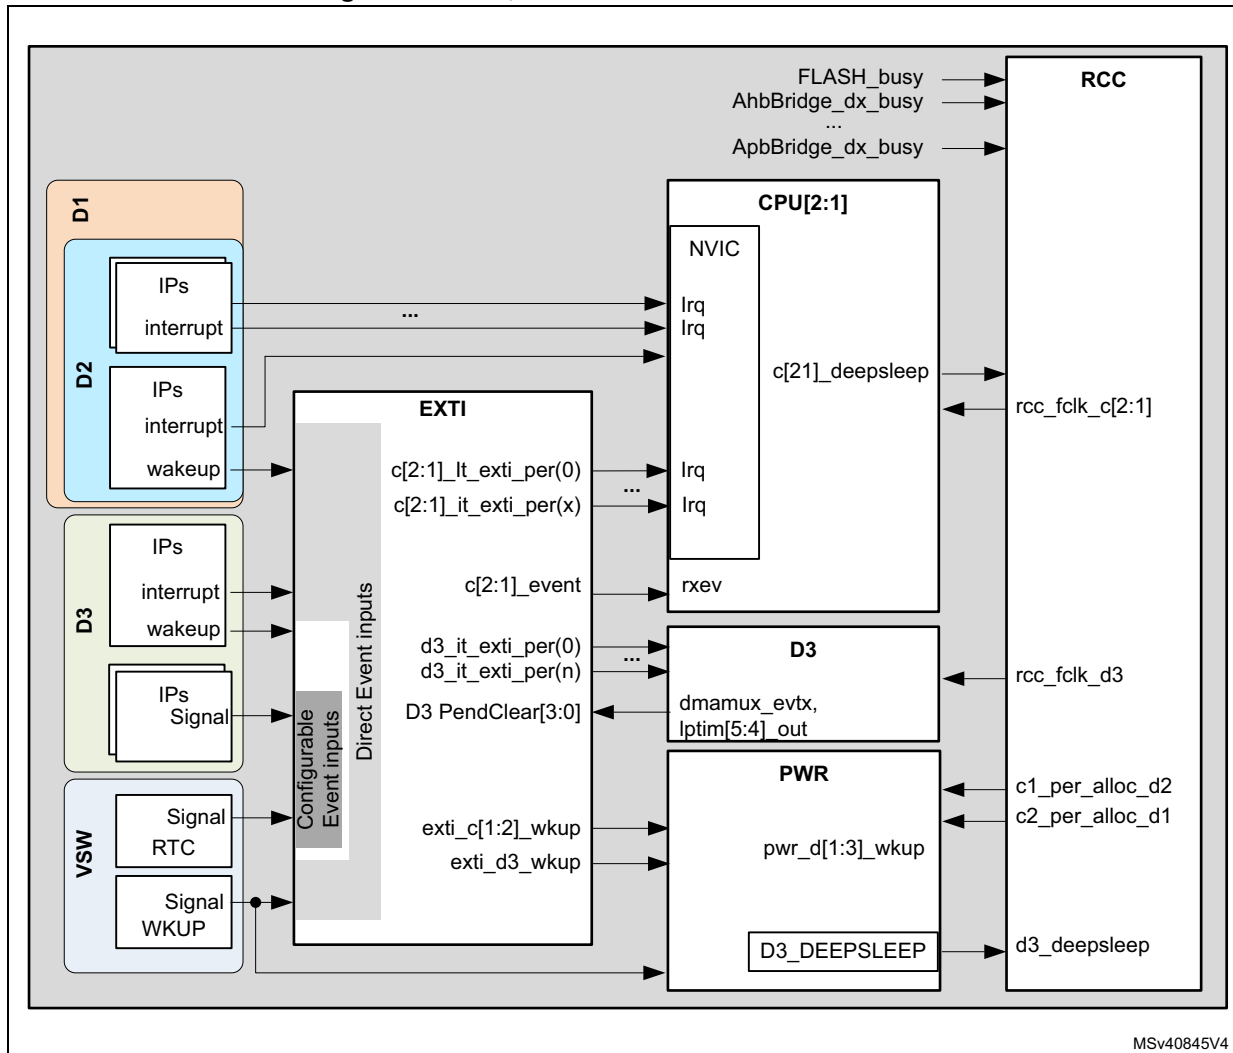 FLASH_busy
AhbBridge_dx_busy
...
ApbBridge_dx_busy
RCC
D1
D2
IPs
interrupt
IPs
interrupt
wakeup
...
CPU[2:1]
NVIC
Irq
Irq
c[21]_deepsleep
rcc_fclk_c[2:1]
EXTI
c[2:1]_It_exti_per(0)
...
Irq
c[2:1]_it_exti_per(x)
Irq
D3
IPs
interrupt
wakeup
IPs
Signal
Direct Event inputs
Configurable
Event inputs
c[2:1]_event
rxev
d3_it_exti_per(0)
...
d3_it_exti_per(n)
D3 PendClear[3:0]
D3
rcc_fclk_d3
dmamux_evtx,
lptim[5:4]_out
VSW
Signal
RTC
Signal
WKUP
exti_c[1:2]_wkup
exti_d3_wkup
PWR
c1_per_alloc_d2
c2_per_alloc_d1
pwr_d[1:3]_wkup
D3_DEEPSLEEP
d3_deepsleep
MSv40845V4